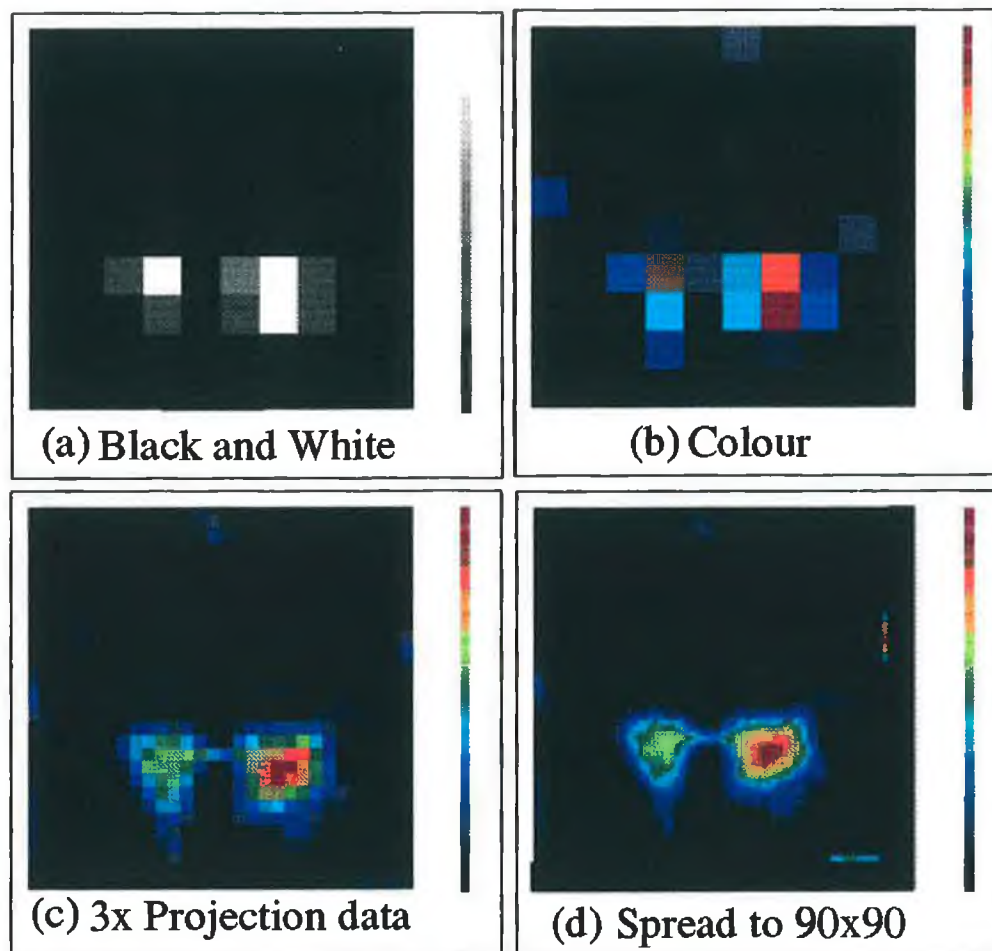 (a) Black and White
(b) Colour
(c) 3x Projection data
(d) Spread to 90x90